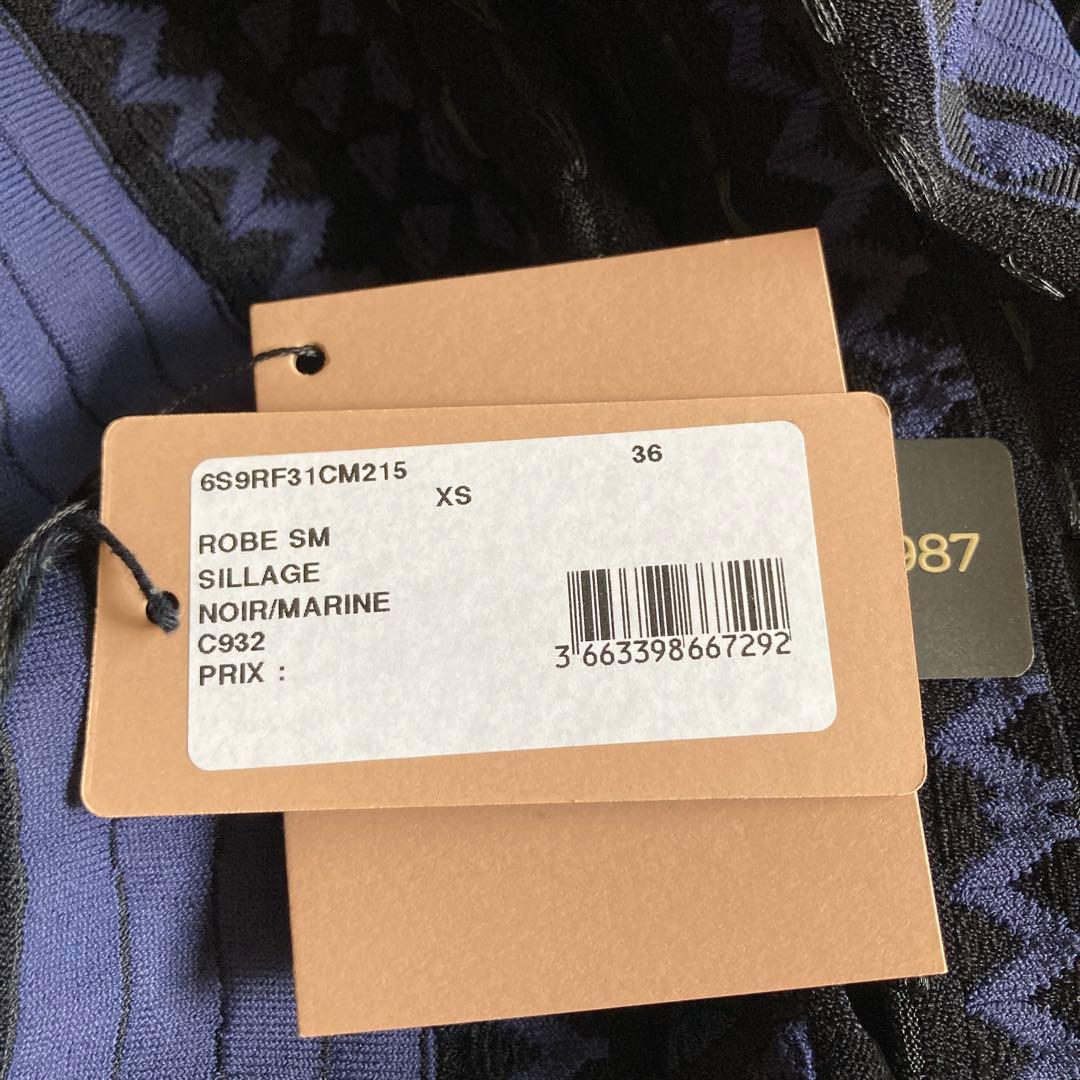 6S9RF31CM215 36
XS
ROBE SM
SILLAGE
NOIR/MARINE
C932
PRIX :
3 663398 667292
987